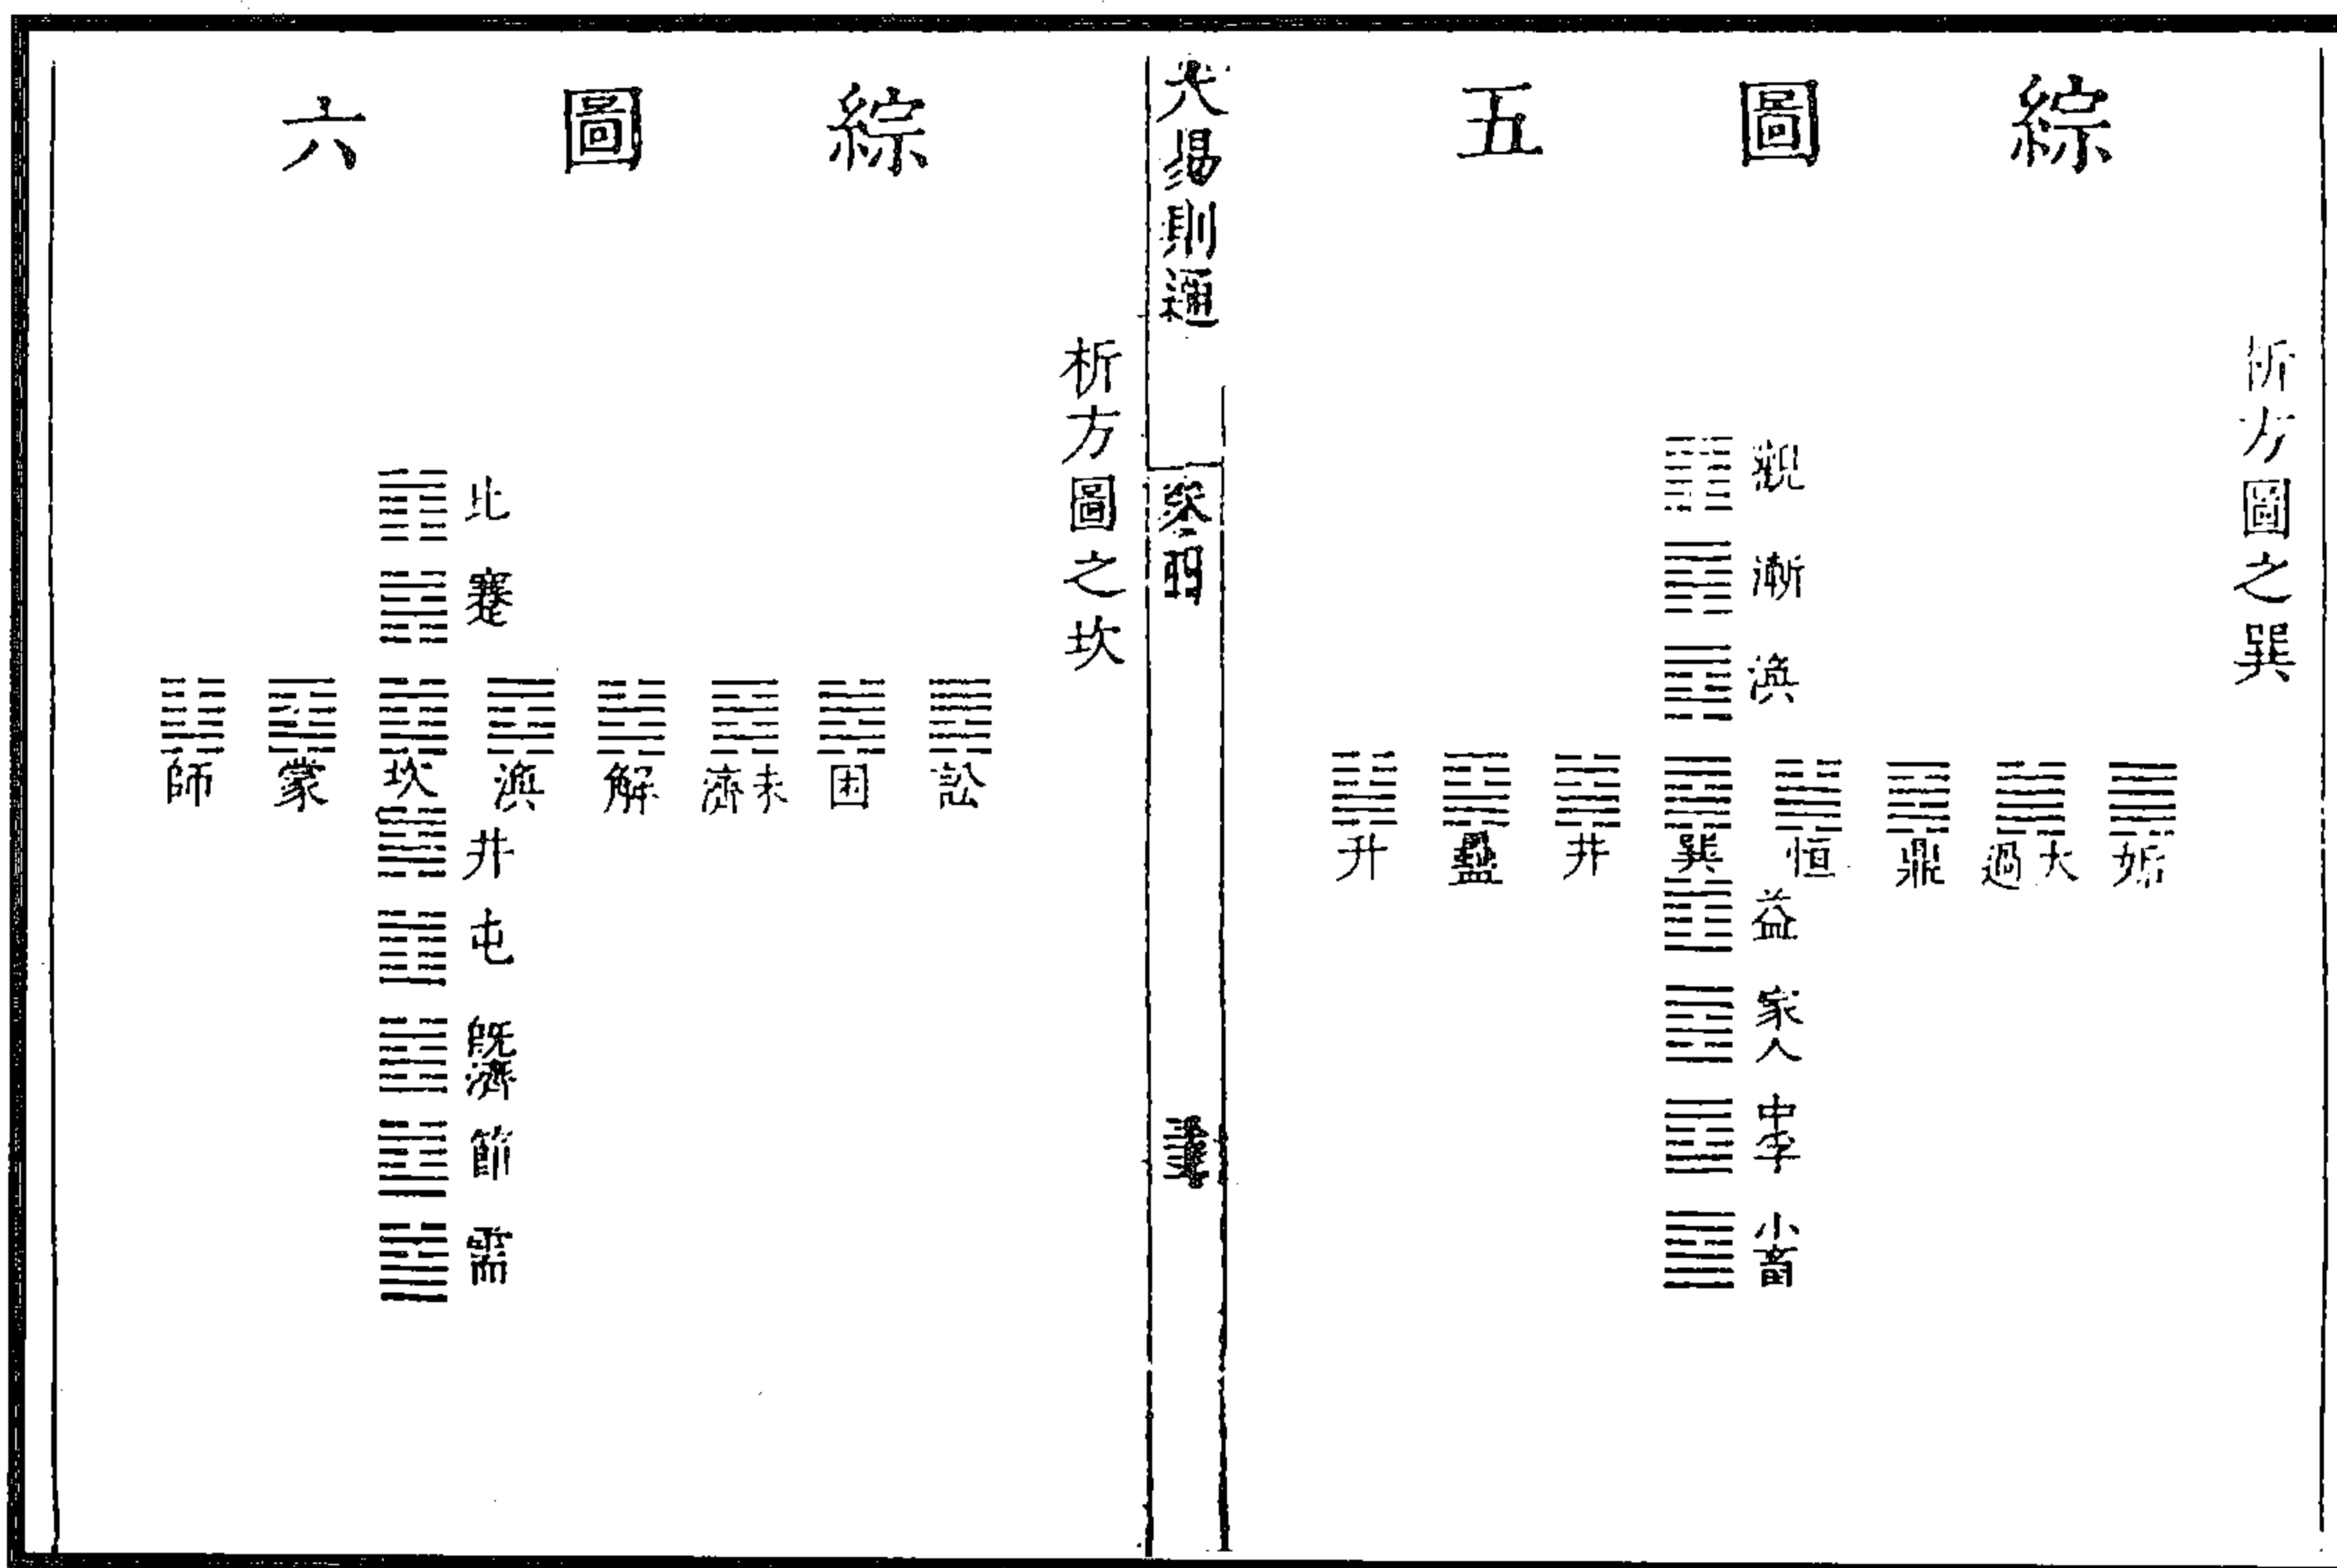 綜圖五
析方圖之巽
觀
漸
渙
姤
大過
鼎
恒
巽
井
蠱
升
益
家人
中孚
小畜
大易則通
綜圖六
析方圖之坎
比
蹇
訟
困
未濟
解
渙
坎
蒙
師
井
屯
既濟
節
需